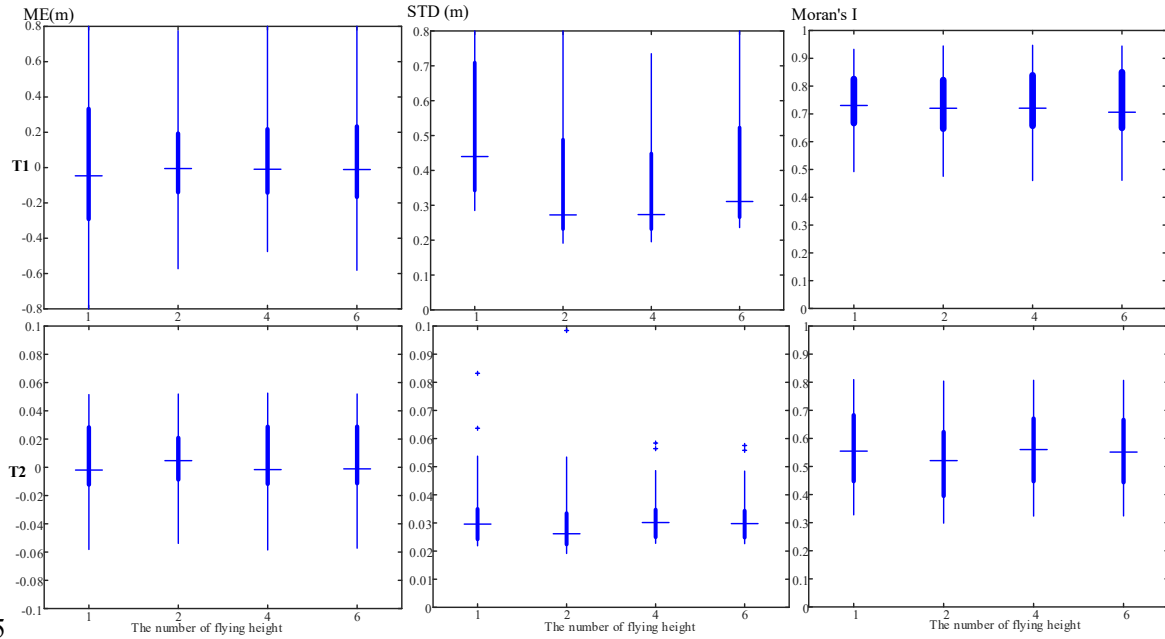 ME(m) STD (m) Moran's I
0.8 0.8 1
0.6 0.7 0.9
0.4 0.6 0.8
0.2 0.5 0.7
T1 0 0.4 0.6
-0.2 0.3 0.5
-0.4 0.2 0.4
-0.6 0.1 0.3
-0.8 0 0.2
0.1
0
1 2 4 6 1 2 4 6 1 2 4 6
0.1 0.1 1
0.08 0.09 0.9
0.06 0.08 0.8
0.04 0.07 0.7
0.02 0.06 0.6
T2 0 0.05 0.5
-0.02 0.04 0.4
-0.04 0.03 0.3
-0.06 0.02 0.2
-0.08 0.01 0.1
-0.1 0 0
1 2 4 6 1 2 4 6 1 2 4 6
The number of flying height The number of flying height The number of flying height
5